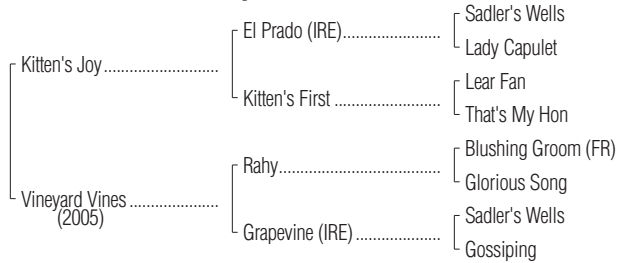 Sadler's Wells
El Prado (IRE)
Lady Capulet
Kitten's Joy
Lear Fan
Kitten's First
That's My Hon
Blushing Groom (FR)
Rahy
Glorious Song
Vineyard Vines
(2005)
Sadler's Wells
Grapevine (IRE)
Gossiping